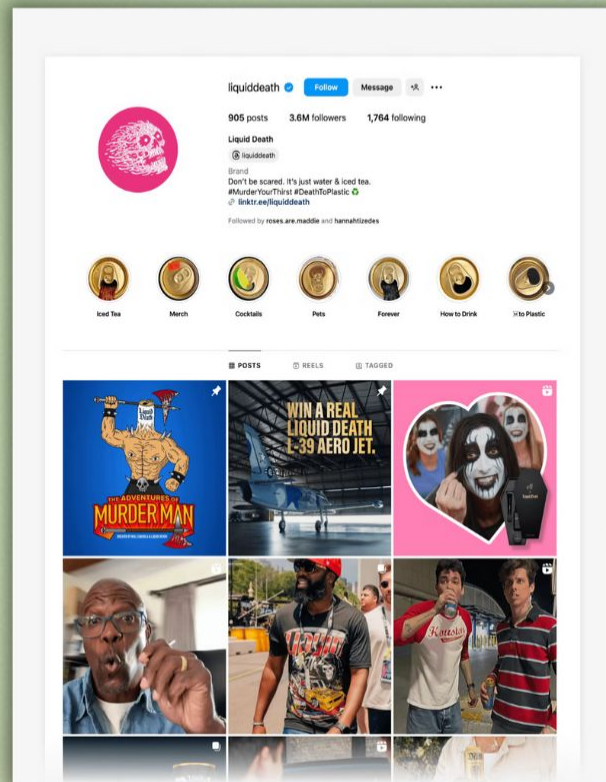 liquiddeath Follow Message
905 posts 3.6M followers 1,764 following
Liquid Death
liquiddeath
Brand
Don't be scared. It's just water & iced tea.
#MurderYourThirst #DeathToPlastic ♻️
linktr.ee/liquiddeath
Followed by roses.are.maddie and hannahtizedes
Iced Tea Merch Cocktails Pets Forever How to Drink ☠to Plastic
POSTS REELS TAGGED
Liquid
Death
THE ADVENTURES OF
MURDER MAN
WIN A REAL
LIQUID DEATH
L-39 AERO JET.
Houston